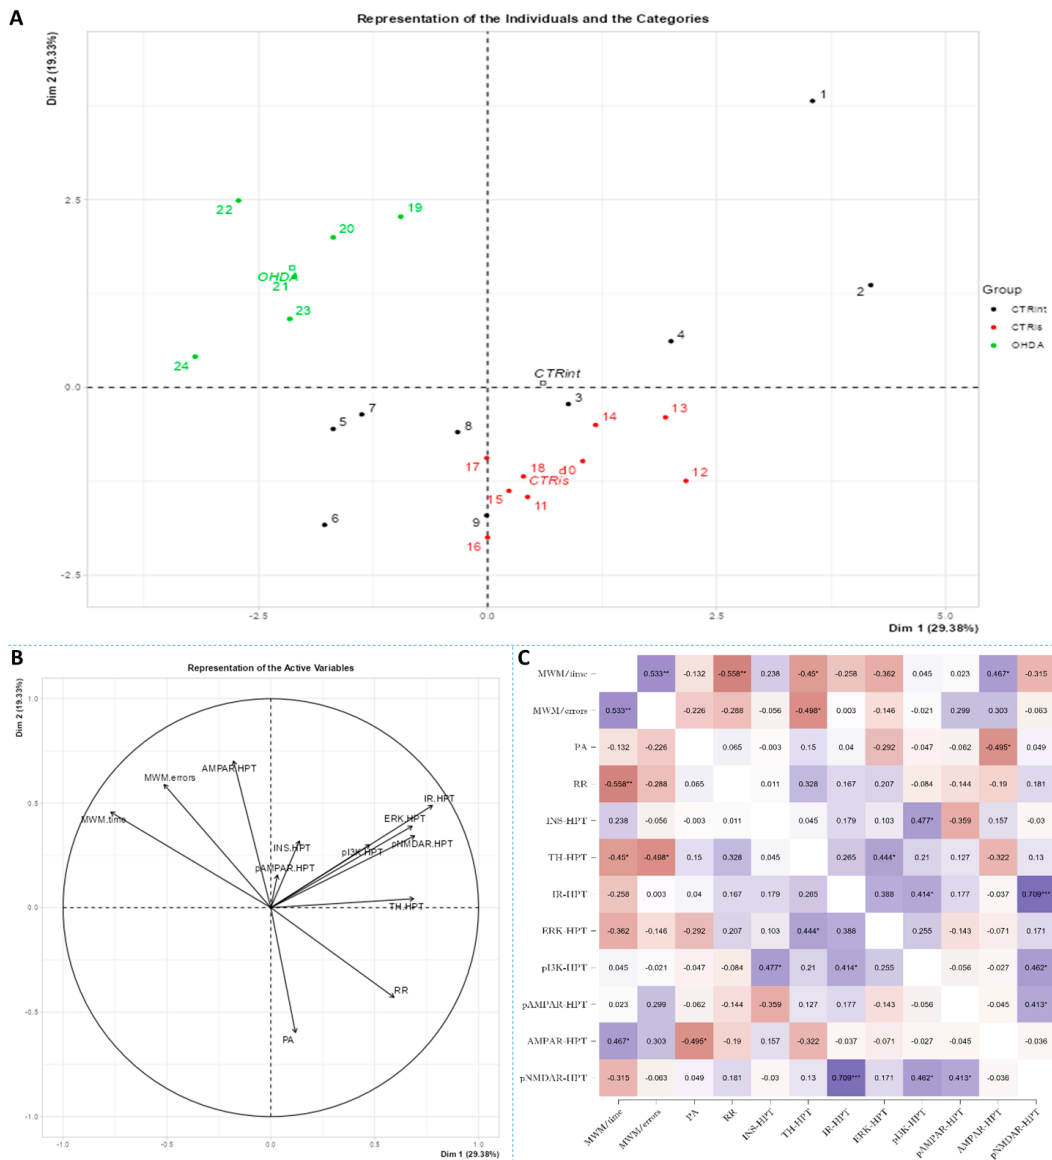 A
Representation of the Individuals and the Categories
Dim 2 (19.33%)
2.5
0.0
-2.5
-2.5
0.0
2.5
5.0
Dim 1 (29.38%)
1
2
3
4
5
6
7
8
9
10
11
12
13
14
15
16
17
18
19
20
21
22
23
24
OHDA
CTRint
CTRis
Group
CTRint
CTRis
OHDA
B
Representation of the Active Variables
Dim 2 (19.33%)
1.0
0.5
0.0
-0.5
-1.0
-1.0
-0.5
0.0
0.5
1.0
Dim 1 (29.38%)
AMPAR.HPT
MWM.errors
MWM.time
IR.HPT
ERK.HPT
pNMDAR.HPT
pI3K.HPT
INS.HPT
pAMPAR.HPT
TH.HPT
RR
PA
C
MWM/time 0.533** -0.132 -0.558** 0.238 -0.45* -0.258 -0.362 0.045 0.023 0.467* -0.315
MWM/errors 0.533** -0.226 -0.288 -0.056 -0.498* 0.003 -0.146 -0.021 0.299 0.303 -0.063
PA -0.132 -0.226 0.065 -0.003 0.15 0.04 -0.292 -0.047 -0.062 -0.495* 0.049
RR -0.558** -0.288 0.065 0.011 0.328 0.167 0.207 -0.084 -0.144 -0.19 0.181
INS-HPT 0.238 -0.056 -0.003 0.011 0.045 0.179 0.103 0.477* -0.359 0.157 -0.03
TH-HPT -0.45* -0.498* 0.15 0.328 0.045 0.265 0.444* 0.21 0.127 -0.322 0.13
IR-HPT -0.258 0.003 0.04 0.167 0.179 0.265 0.388 0.414* 0.177 -0.037 0.709***
ERK-HPT -0.362 -0.146 -0.292 0.207 0.103 0.444* 0.388 0.255 -0.143 -0.071 0.171
pI3K-HPT 0.045 -0.021 -0.047 -0.084 0.477* 0.21 0.414* 0.255 -0.056 -0.027 0.462*
pAMPAR-HPT 0.023 0.299 -0.062 -0.144 -0.359 0.127 0.177 -0.143 -0.056 -0.045 0.413*
AMPAR-HPT 0.467* 0.303 -0.495* -0.19 0.157 -0.322 -0.037 -0.071 -0.027 -0.045 -0.036
pNMDAR-HPT -0.315 -0.063 0.049 0.181 -0.03 0.13 0.709*** 0.171 0.462* 0.413* -0.036
MWM/time MWM/errors PA RR INS-HPT TH-HPT IR-HPT ERK-HPT pI3K-HPT pAMPAR-HPT AMPAR-HPT pNMDAR-HPT